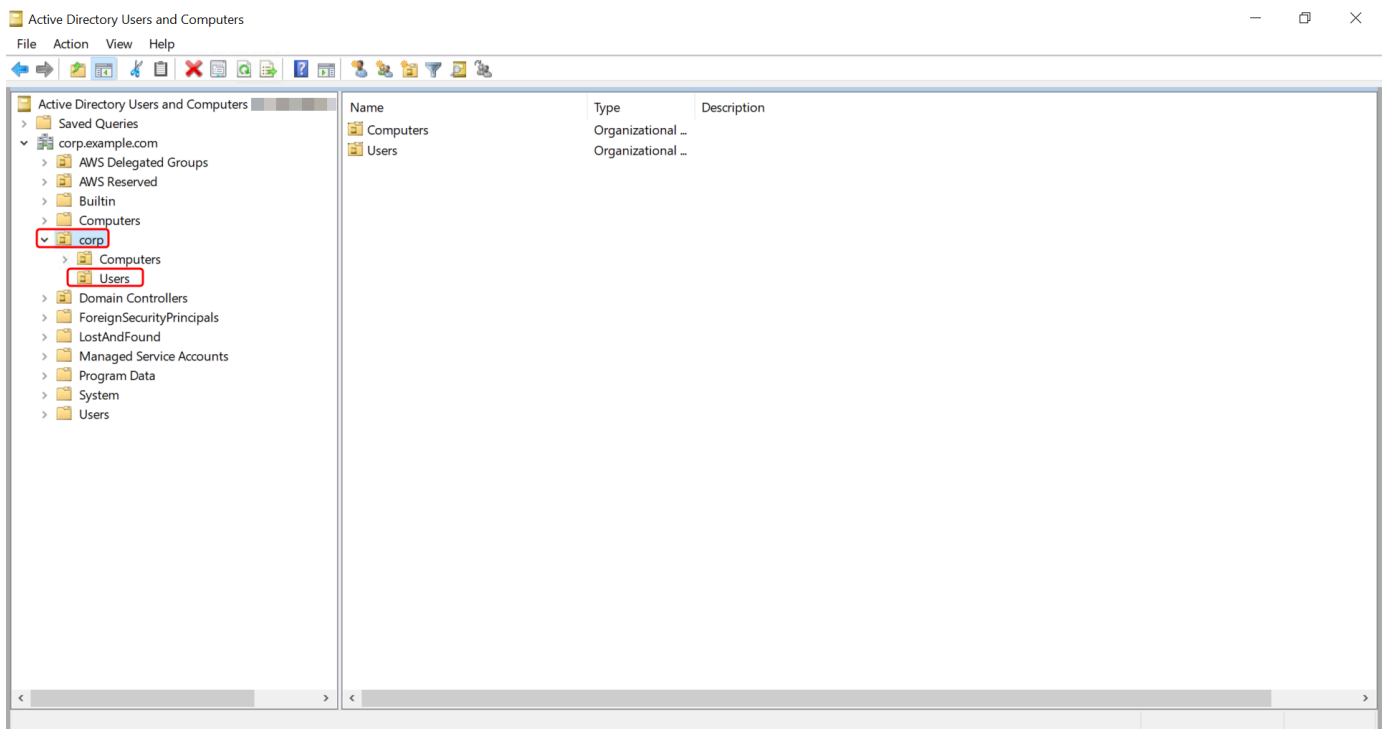 Active Directory Users and Computers
File Action View Help
Active Directory Users and Computers
Saved Queries
corp.example.com
AWS Delegated Groups
AWS Reserved
Builtin
Computers
corp
Computers
Users
Domain Controllers
ForeignSecurityPrincipals
LostAndFound
Managed Service Accounts
Program Data
System
Users
Name Type Description
Computers Organizational ...
Users Organizational ...